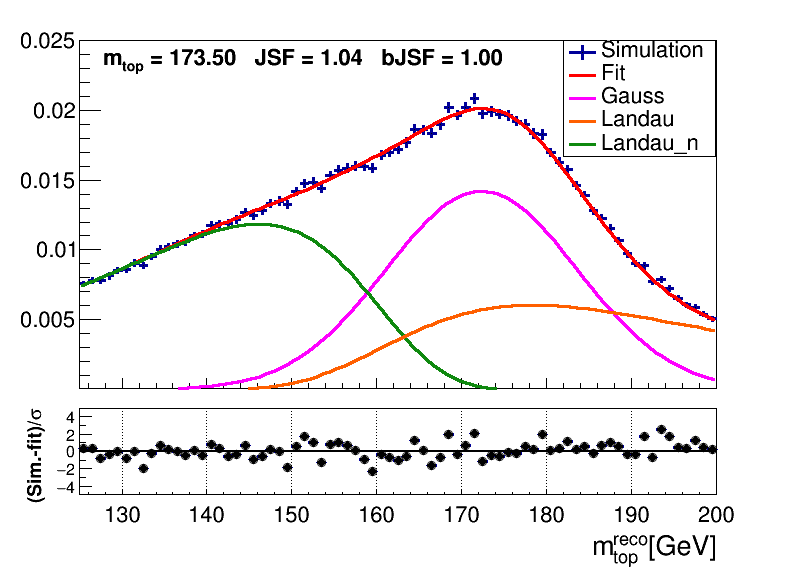 0.025
m_top = 173.50 JSF = 1.04 bJSF = 1.00
Simulation
Fit
Gauss
Landau
Landau_n
0.02
0.015
0.01
0.005
(Sim.-fit)/σ
4
2
0
−2
−4
130 140 150 160 170 180 190 200
m_top^reco[GeV]